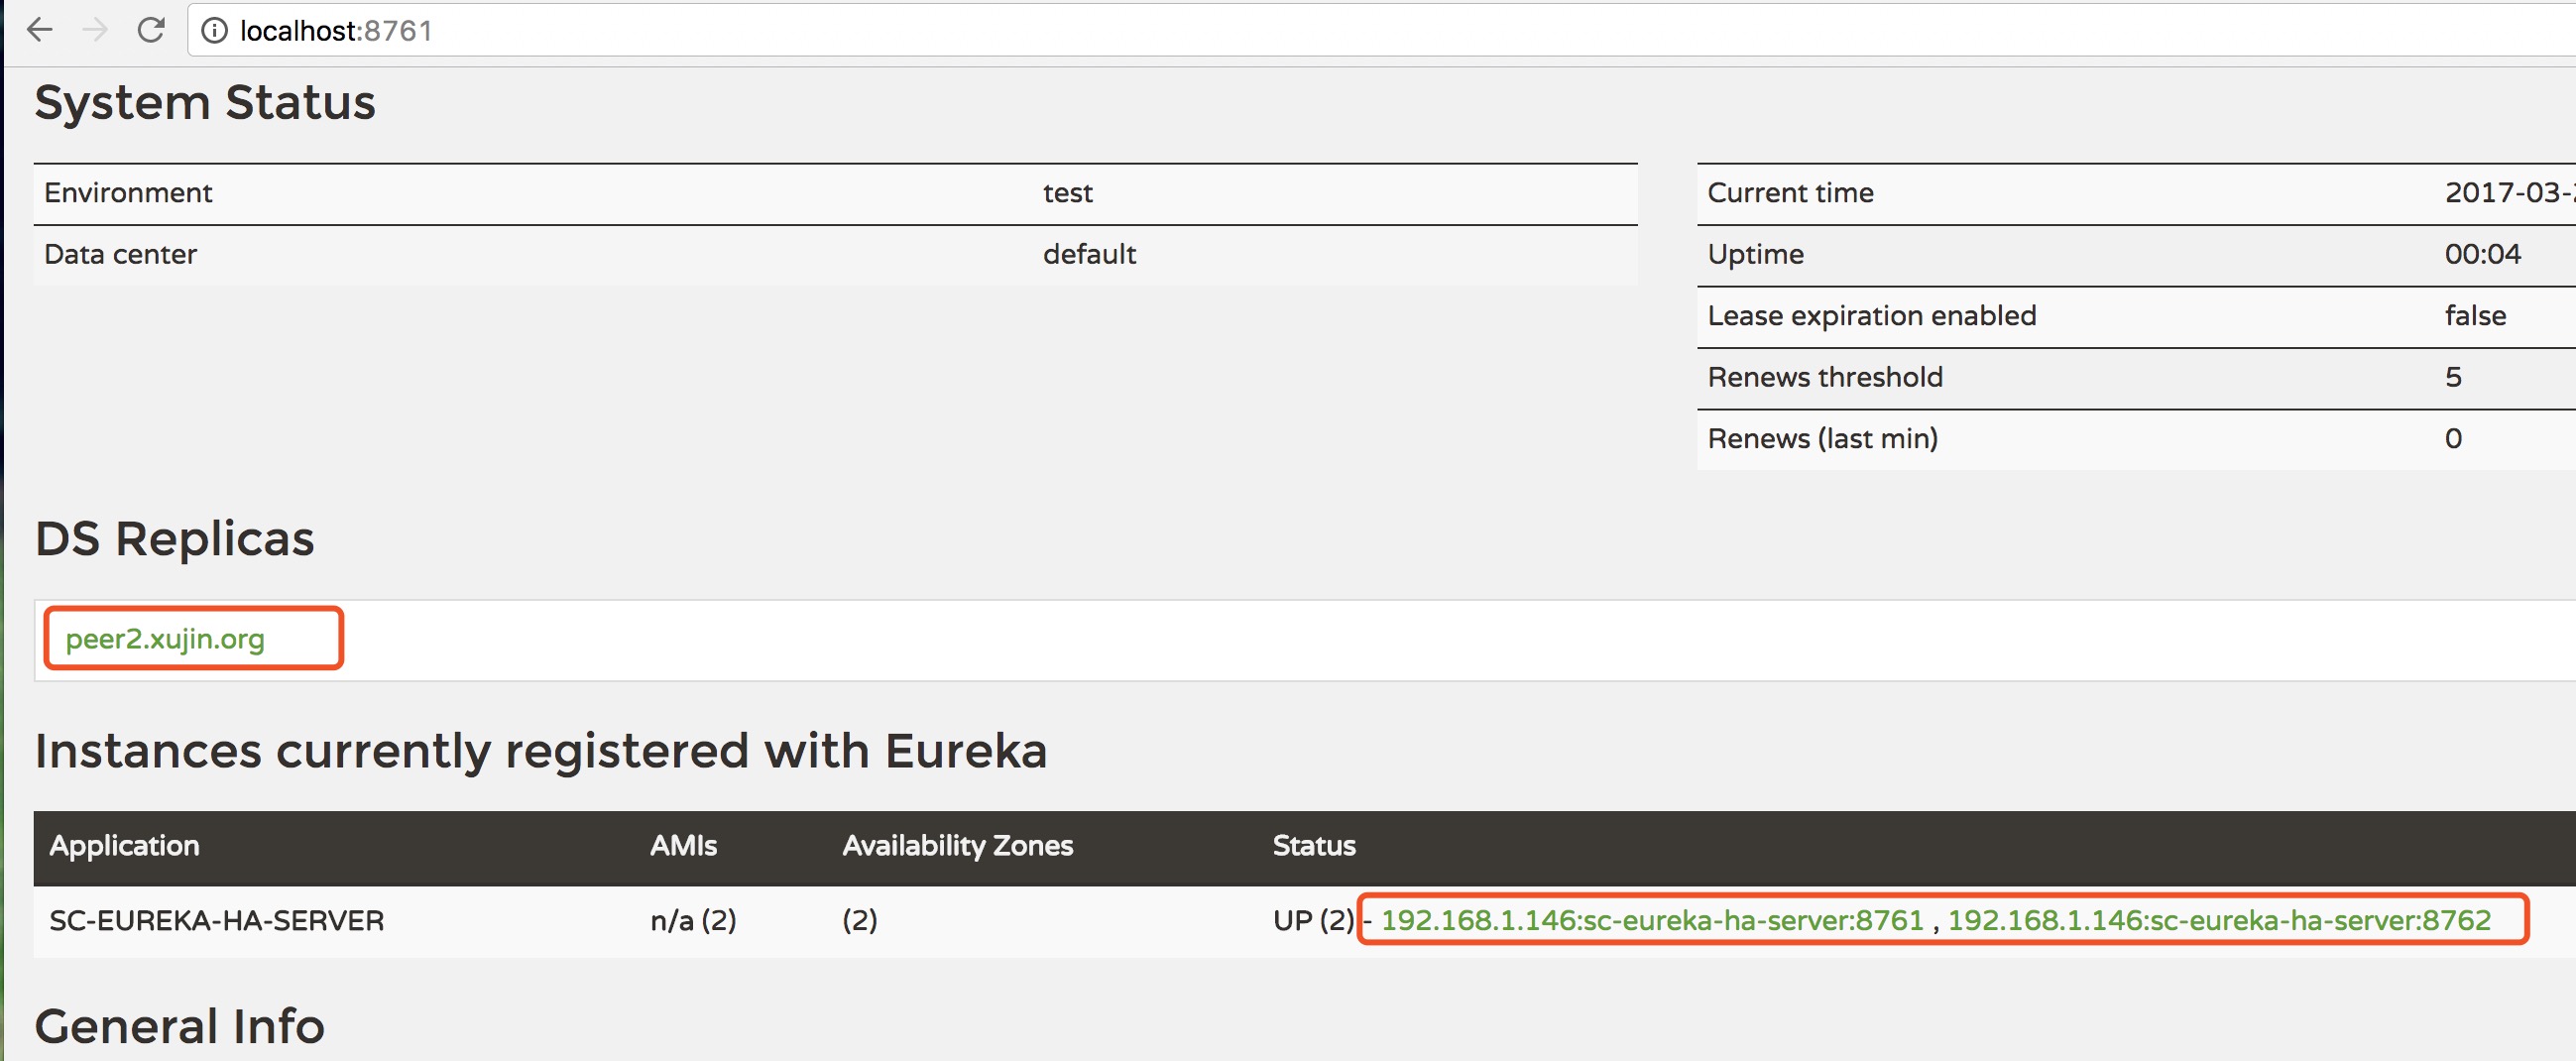 localhost:8761
System Status
Environment test
Data center default
Current time 2017-03-
Uptime 00:04
Lease expiration enabled false
Renews threshold 5
Renews (last min) 0
DS Replicas
peer2.xujin.org
Instances currently registered with Eureka
Application AMIs Availability Zones Status
SC-EUREKA-HA-SERVER n/a (2) (2) UP (2) - 192.168.1.146:sc-eureka-ha-server:8761 , 192.168.1.146:sc-eureka-ha-server:8762
General Info